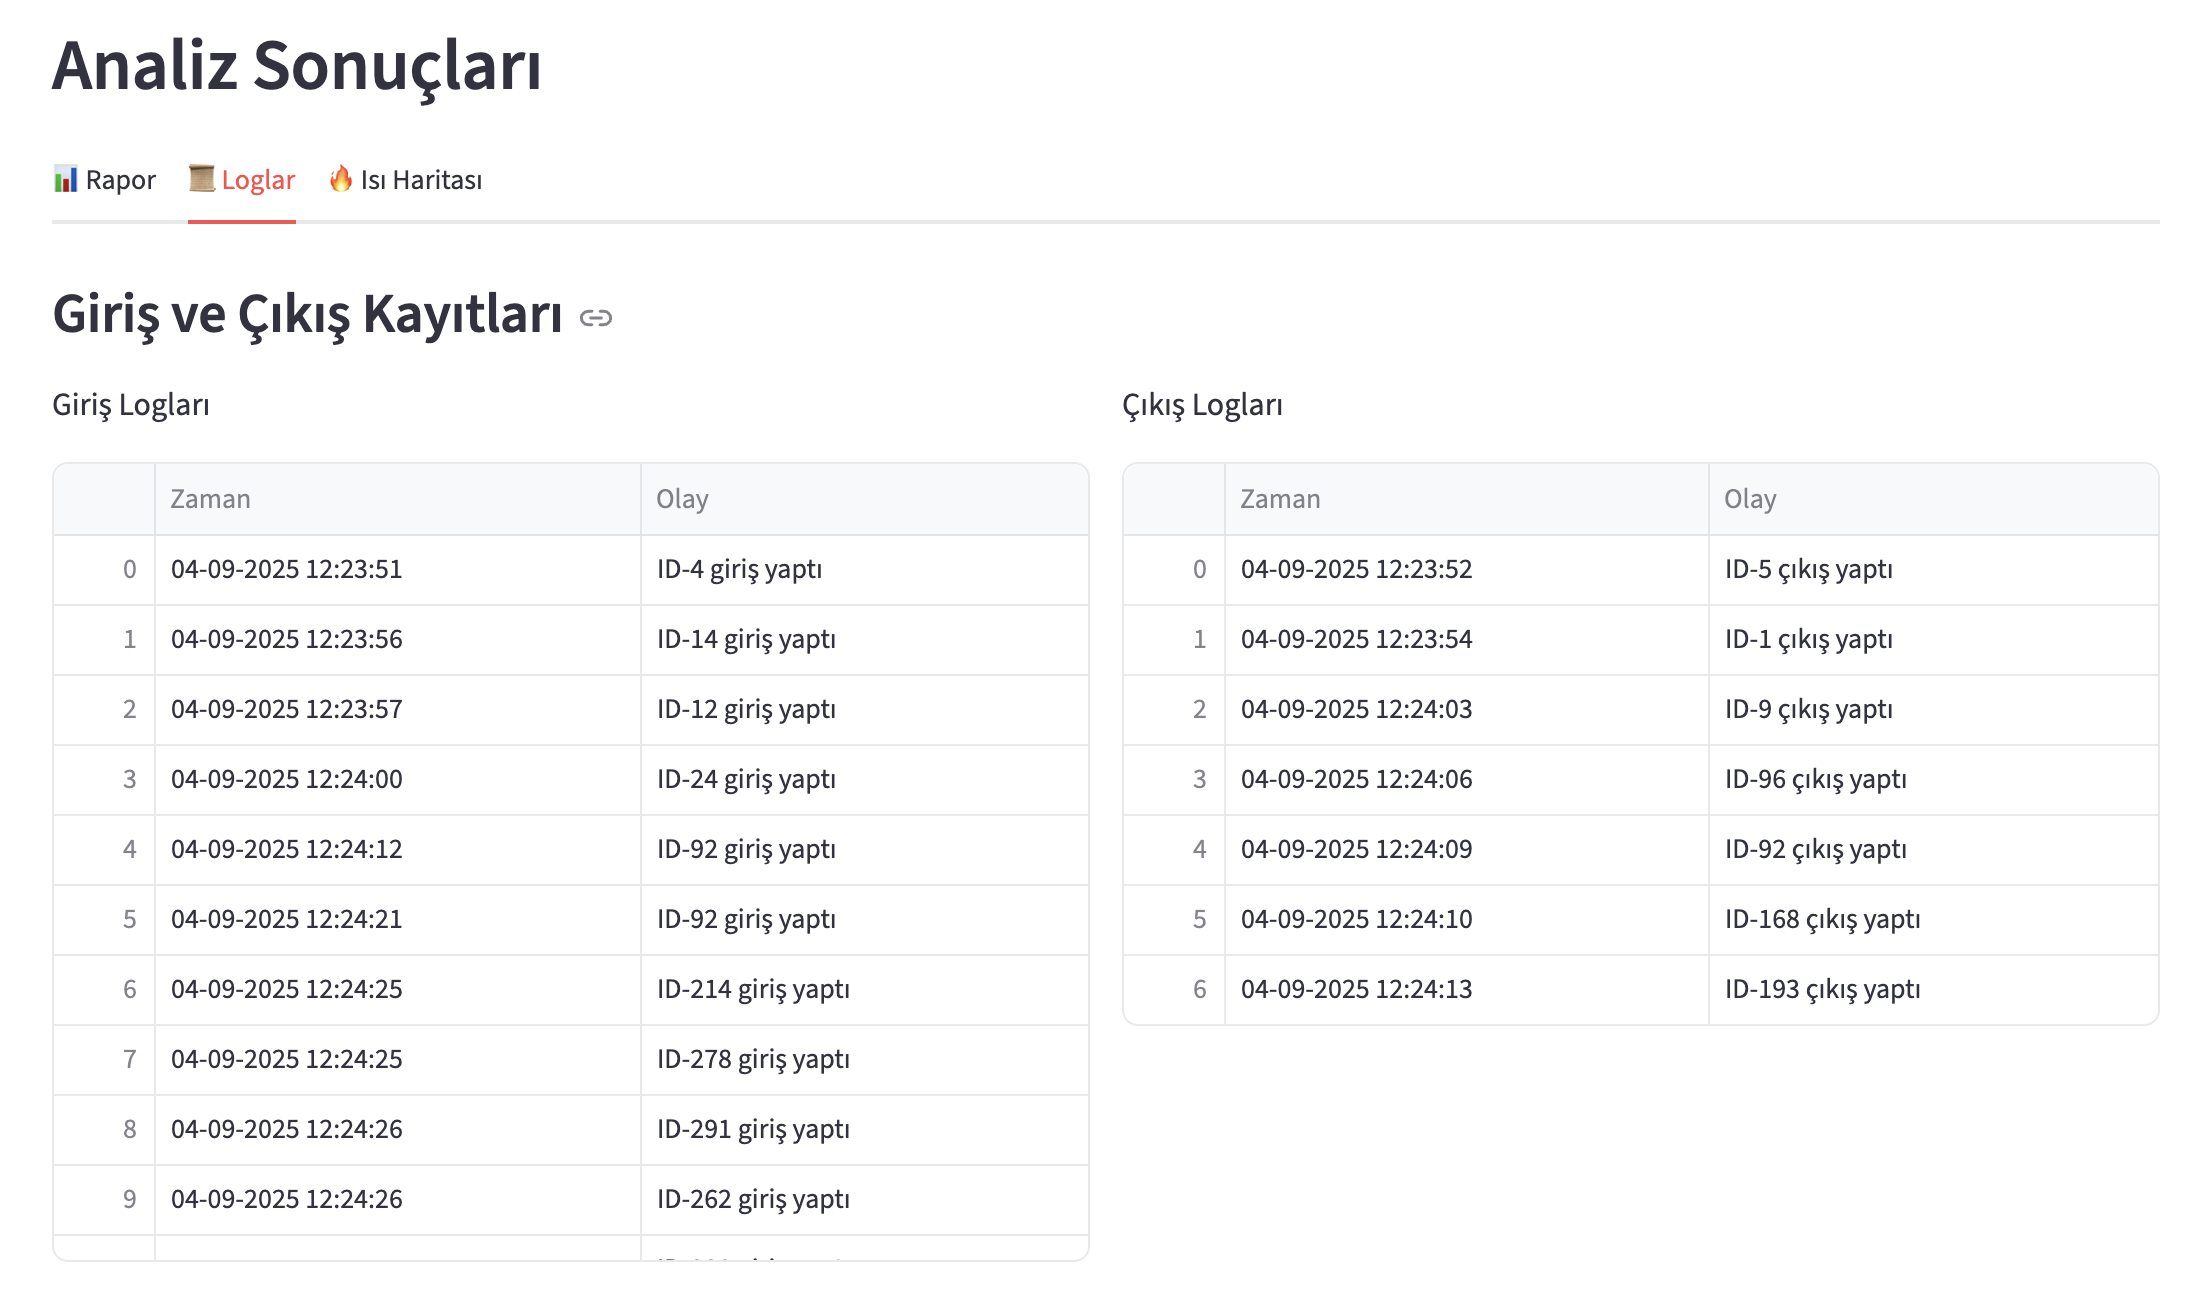 Analiz Sonuçları
Rapor Loglar Isı Haritası
Giriş ve Çıkış Kayıtları
Giriş Logları
Zaman Olay
0 04-09-2025 12:23:51 ID-4 giriş yaptı
1 04-09-2025 12:23:56 ID-14 giriş yaptı
2 04-09-2025 12:23:57 ID-12 giriş yaptı
3 04-09-2025 12:24:00 ID-24 giriş yaptı
4 04-09-2025 12:24:12 ID-92 giriş yaptı
5 04-09-2025 12:24:21 ID-92 giriş yaptı
6 04-09-2025 12:24:25 ID-214 giriş yaptı
7 04-09-2025 12:24:25 ID-278 giriş yaptı
8 04-09-2025 12:24:26 ID-291 giriş yaptı
9 04-09-2025 12:24:26 ID-262 giriş yaptı
Çıkış Logları
Zaman Olay
0 04-09-2025 12:23:52 ID-5 çıkış yaptı
1 04-09-2025 12:23:54 ID-1 çıkış yaptı
2 04-09-2025 12:24:03 ID-9 çıkış yaptı
3 04-09-2025 12:24:06 ID-96 çıkış yaptı
4 04-09-2025 12:24:09 ID-92 çıkış yaptı
5 04-09-2025 12:24:10 ID-168 çıkış yaptı
6 04-09-2025 12:24:13 ID-193 çıkış yaptı